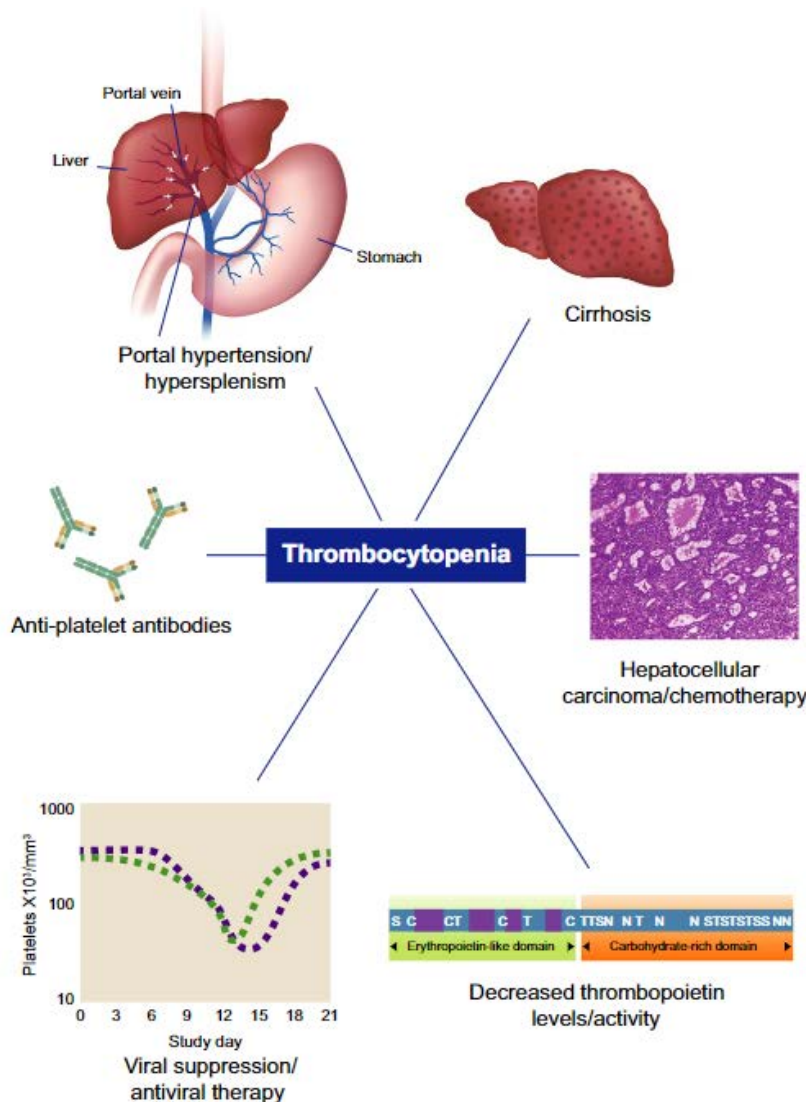 Portal vein
Liver
Stomach
Portal hypertension/
hypersplenism
Cirrhosis
Thrombocytopenia
Anti-platelet antibodies
Hepatocellular
carcinoma/chemotherapy
Platelets X10³/mm³
1000
100
10
0 3 6 9 12 15 18 21
Study day
Viral suppression/
antiviral therapy
S C CT C T C TTSN N T N N STSTSTSS NN
Erythropoietin-like domain
Carbohydrate-rich domain
Decreased thrombopoietin
levels/activity